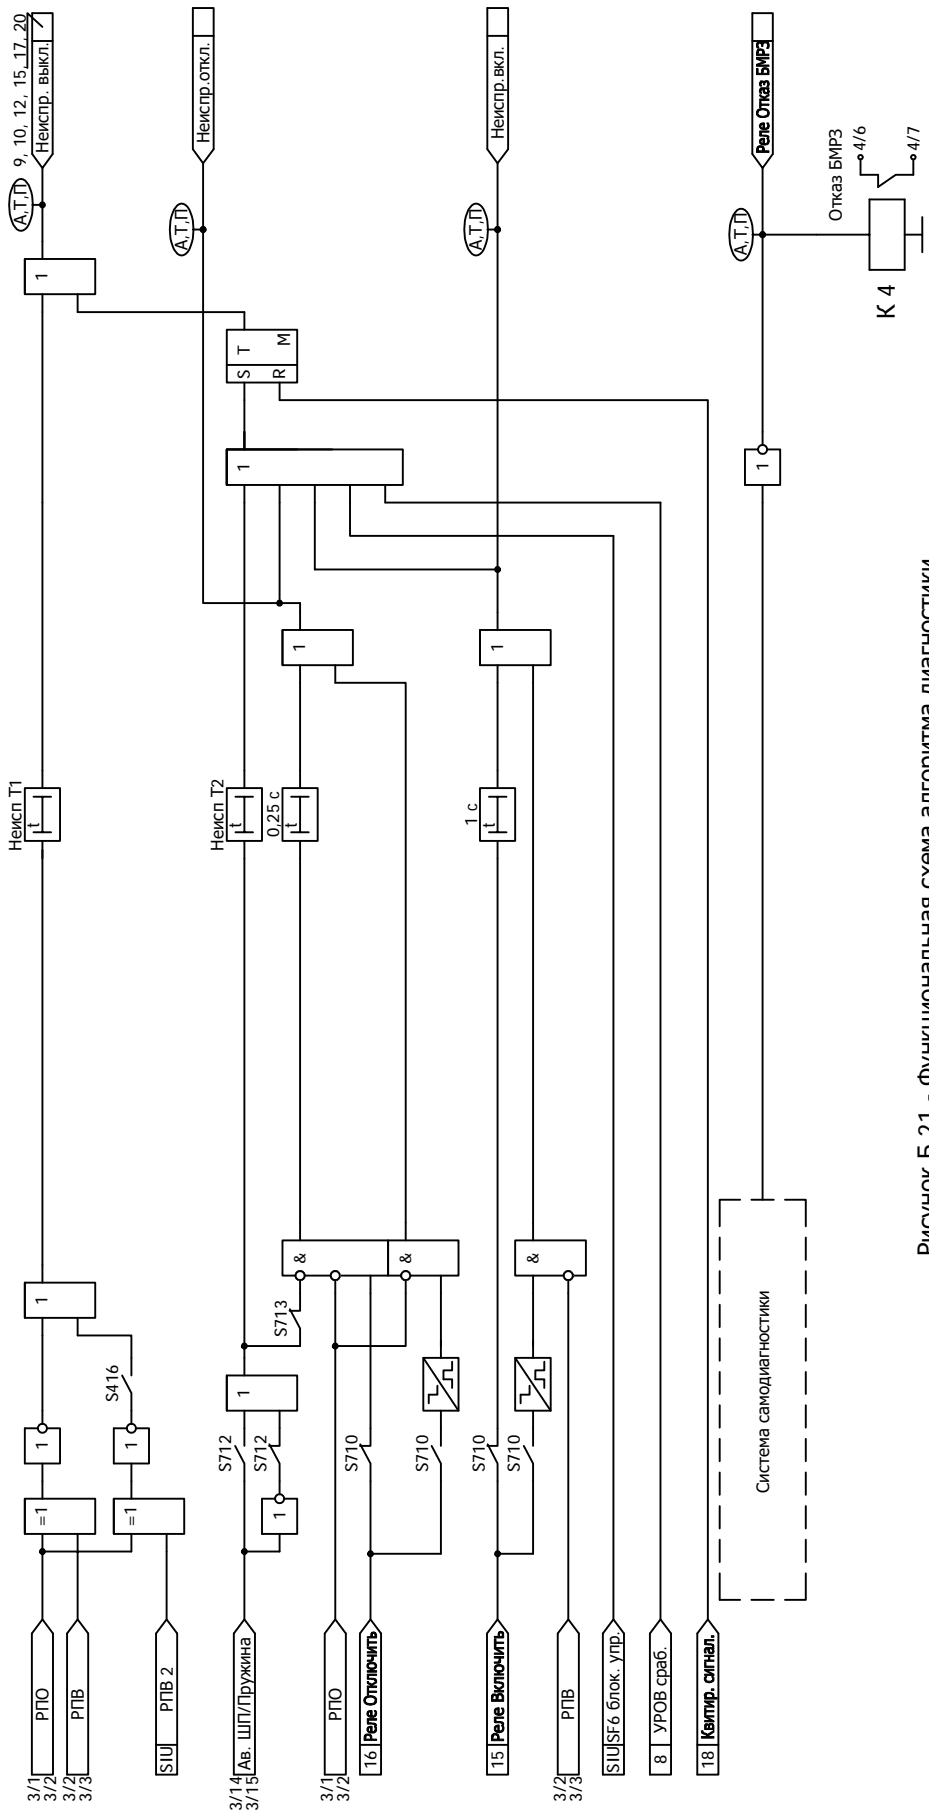 РПО
3/1
3/2
РПВ
3/2
3/3
SIU РПВ 2
=1
=1
1
1
S416
1
Неисп Т1
t
1
А,Т,П
9, 10, 12, 15, 17, 20
Неиспр. выкл.
Ав. ШП/Пружина
3/14
3/15
1
S712
S712
1
S713
Неисп Т2
t
0,25 с
t
РПО
3/1
3/2
16 Реле Отключить
S710
S710
&
&
1
1
S T
R M
А,Т,П
Неиспр.откл.
15 Реле Включить
S710
S710
РПВ
3/2
3/3
&
1 с
t
1
А,Т,П
Неиспр.вкл.
SIU SF6 блок. упр.
8 УРОВ сраб.
18 Квитир. сигнал.
Система самодиагностики
1
А,Т,П
Реле Отказ БМРЗ
Отказ БМРЗ
4/6
4/7
К 4
Рисунок Б.21 - Функциональная схема алгоритма диагностики